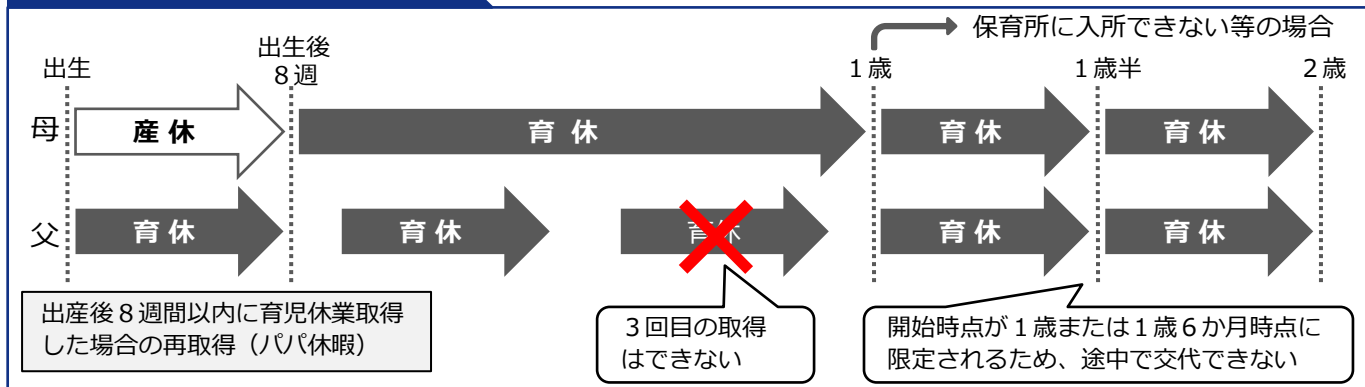 保育所に入所できない等の場合
出生
出生後
８週
１歳
１歳半
２歳
母
産休
育休
育休
育休
父
育休
育休
育休
育休
育休
出産後８週間以内に育児休業取得
した場合の再取得（パパ休暇）
３回目の取得
はできない
開始時点が１歳または１歳６か月時点に
限定されるため、途中で交代できない